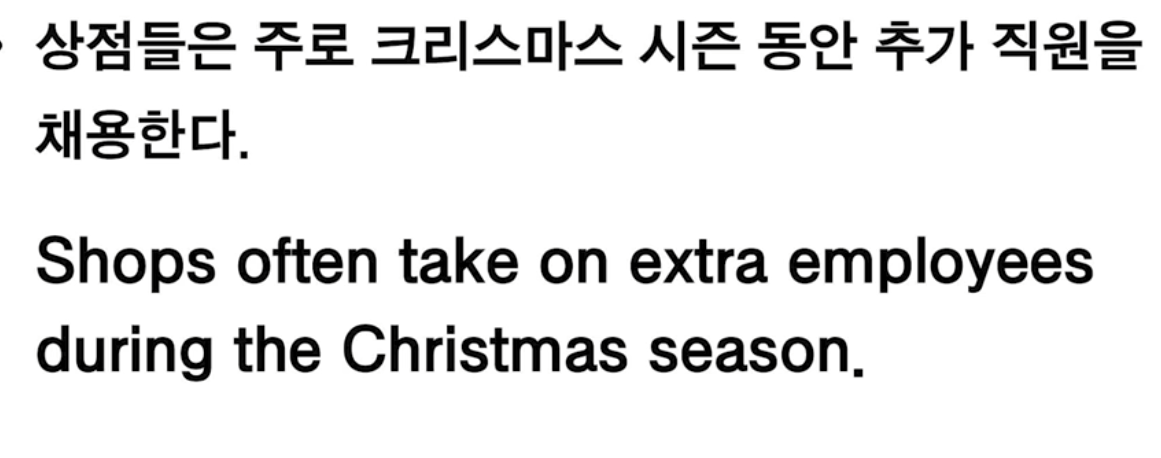 상점들은 주로 크리스마스 시즌 동안 추가 직원을
채용한다.
Shops often take on extra employees
during the Christmas season.